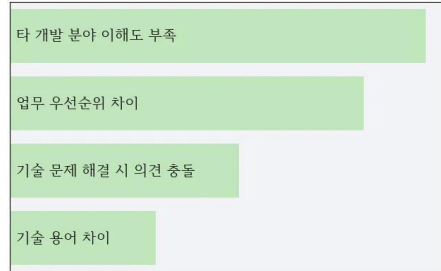 타 개발 분야 이해도 부족
업무 우선순위 차이
기술 문제 해결 시 의견 충돌
기술 용어 차이